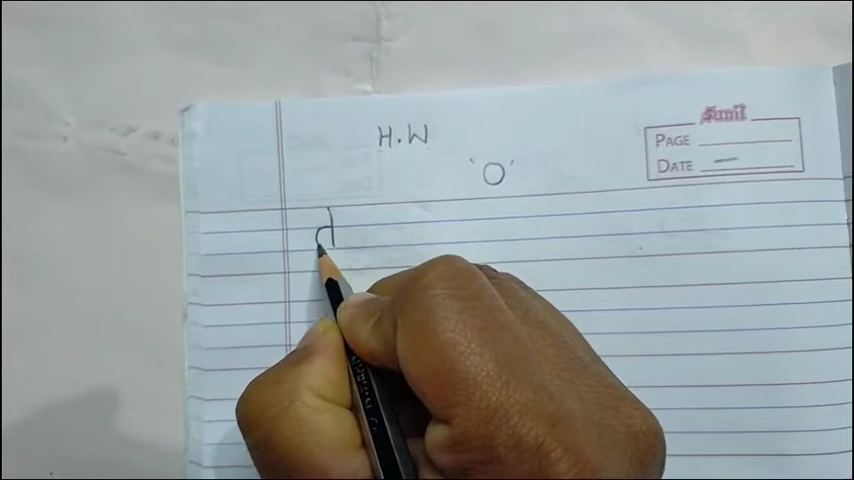 H.W
Sunil
PAGE
'O'
DATE
d